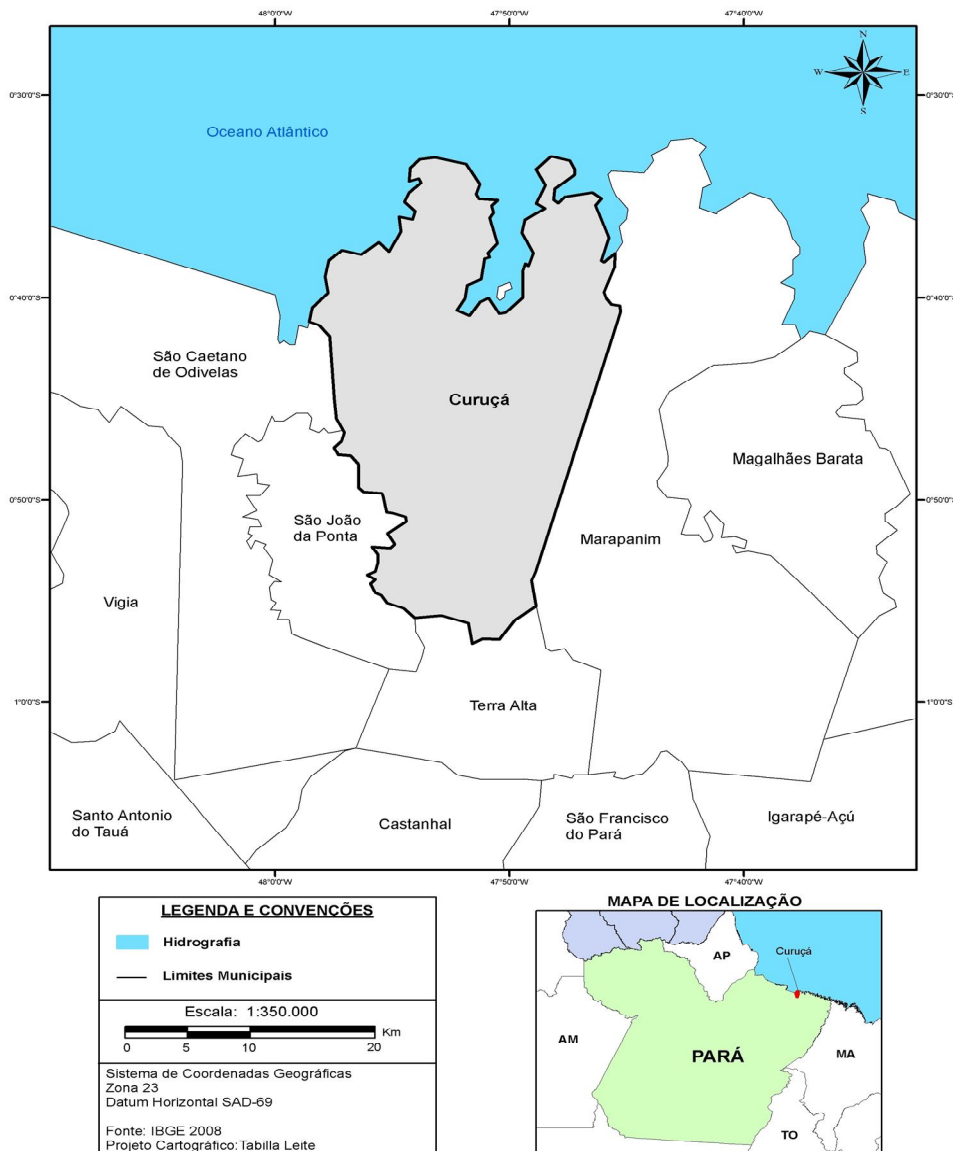 48°0'0"W
47°50'0"W
47°40'0"W
N
W
E
S
0°30'0"S
0°30'0"S
Oceano Atlântico
0°40'0"S
0°40'0"S
São Caetano
de Odivelas
Curuçá
Magalhães Barata
0°50'0"S
0°50'0"S
São João
da Ponta
Marapanim
Vigia
1°0'0"S
1°0'0"S
Terra Alta
Santo Antonio
do Tauá
Castanhal
São Francisco
do Pará
Igarapé-Açú
48°0'0"W
47°50'0"W
47°40'0"W
LEGENDA E CONVENÇÕES
Hidrografia
Limites Municipais
Escala: 1:350.000
Km
0 5 10 20
Sistema de Coordenadas Geográficas
Zona 23
Datum Horizontal SAD-69
Fonte: IBGE 2008
Projeto Cartográfico: Tabilla Leite
MAPA DE LOCALIZAÇÃO
AP
Curuçá
AM
PARÁ
MA
TO